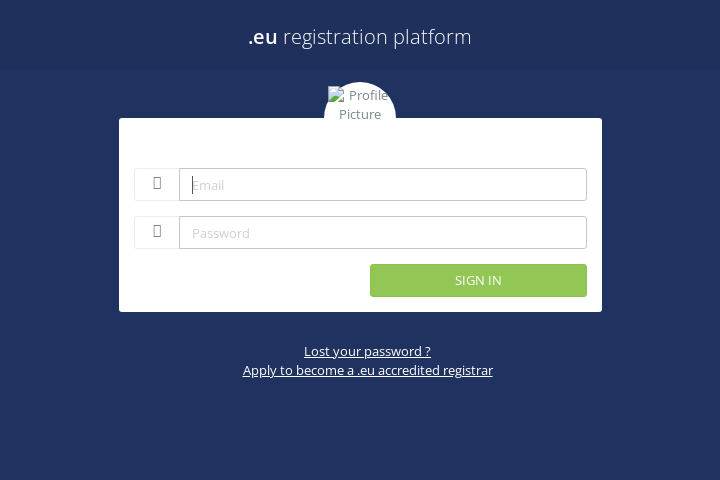 .eu registration platform
Profile
Picture
Email
Password
SIGN IN
Lost your password ?
Apply to become a .eu accredited registrar